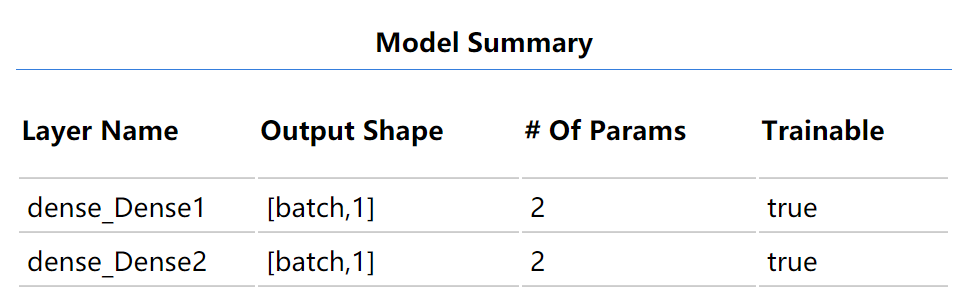 Model Summary
Layer Name Output Shape # Of Params Trainable
dense_Dense1 [batch,1] 2 true
dense_Dense2 [batch,1] 2 true